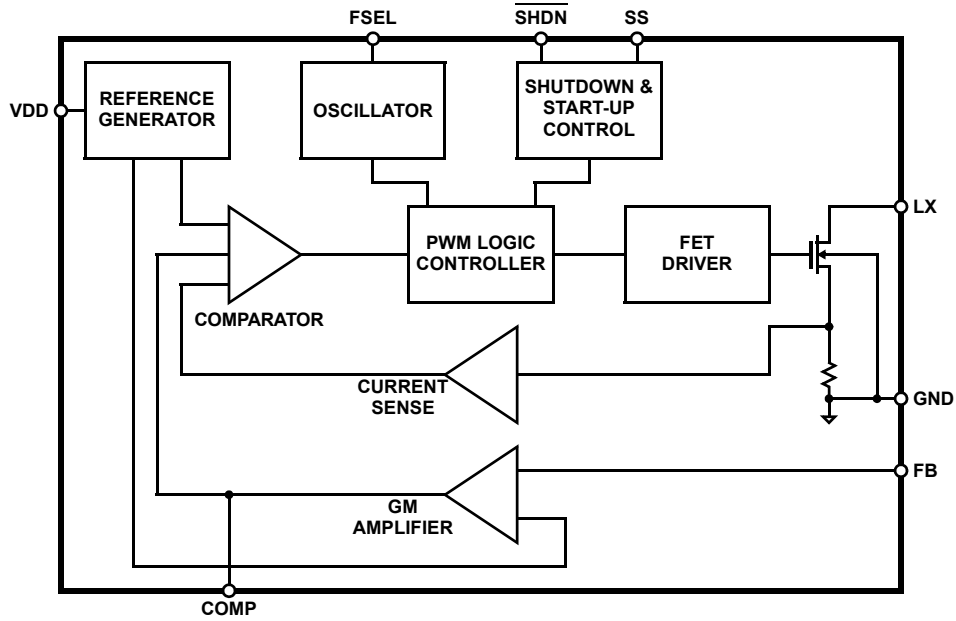 FSEL
SHDN
SS
VDD
REFERENCE
GENERATOR
OSCILLATOR
SHUTDOWN &
START-UP
CONTROL
LX
PWM LOGIC
CONTROLLER
FET
DRIVER
COMPARATOR
CURRENT
SENSE
GND
FB
GM
AMPLIFIER
COMP